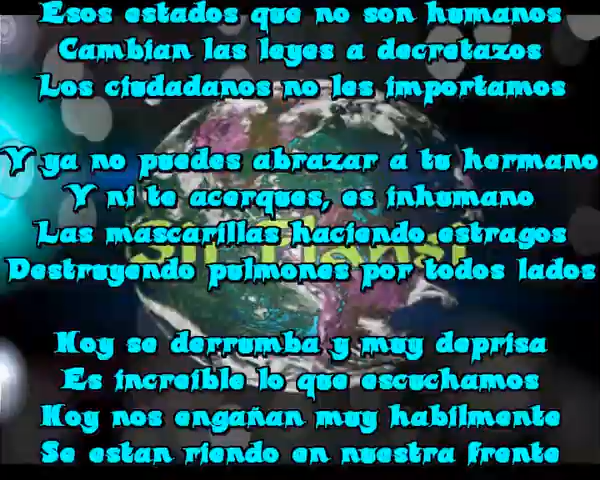 Esos estados que no son humanos
Cambian las leyes a decretazos
Los ciudadanos no les importamos
Y ya no puedes abrazar a tu hermano
Y ni te acerques, es inhumano
Las mascarillas haciendo estragos
Sin
Destruyendo pulmones por todos lados
Hoy se derrumba y muy deprisa
Es increible lo que escuchamos
Hoy nos engañan muy habilmente
Se estan riendo en nuestra frente